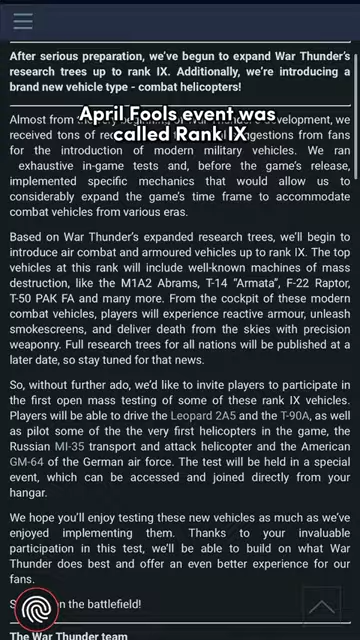 After serious preparation, we've begun to expand War Thunder's
research trees up to rank IX. Additionally, we're introducing a
brand new vehicle type - combat helicopters!
Almost from the very beginning of War Thunder's development, we
April Fools event was
called Rank IX
received tons of suggestions from fans
for the introduction of modern military vehicles. We ran
exhaustive in-game tests and, before the game's release,
implemented specific mechanics that would allow us to
considerably expand the game's time frame to accommodate
combat vehicles from various eras.
Based on War Thunder's expanded research trees, we'll begin to
introduce air combat and armoured vehicles up to rank IX. The top
vehicles at this rank will include well-known machines of mass
destruction, like the M1A2 Abrams, T-14 "Armata", F-22 Raptor,
T-50 PAK FA and many more. From the cockpit of these modern
combat vehicles, players will experience reactive armour, unleash
smokescreens, and deliver death from the skies with precision
weaponry. Full research trees for all nations will be published at a
later date, so stay tuned for that news.
So, without further ado, we'd like to invite players to participate in
the first open mass testing of some of these rank IX vehicles.
Players will be able to drive the Leopard 2A5 and the T-90A, as
well as pilot some of the the very first helicopters in the game, the
Russian MI-35 transport and attack helicopter and the American
GM-64 of the German air force. The test will be held in a special
event, which can be accessed and joined directly from your
hangar.
We hope you'll enjoy testing these new vehicles as much as we've
enjoyed implementing them. Thanks to your invaluable
participation in this test, we'll be able to build on what War
Thunder does best and offer an even better experience for our
fans.
on the battlefield!
The War Thunder team